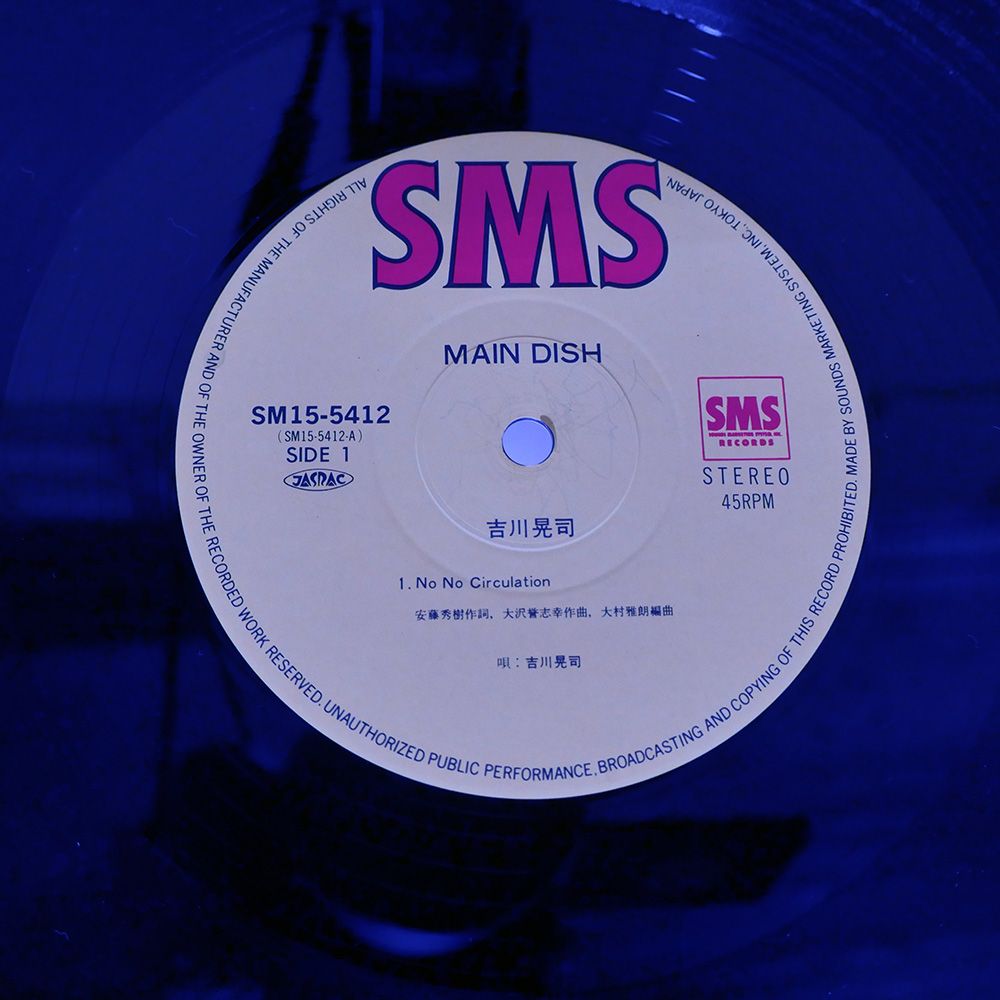 SMS
MAIN DISH
SM15-5412
(SM15-5412-A)
SIDE 1
JASRAC
SMS
SOUNDS MARKETING SYSTEM, INC.
RECORDS
STEREO
45RPM
吉川晃司
1. No No Circulation
安藤秀樹作詞、大沢誉志幸作曲、大村雅朗編曲
唄：吉川晃司
ALL RIGHTS OF THE MANUFACTURER AND OF THE OWNER OF THE RECORDED WORK RESERVED. UNAUTHORIZED PUBLIC PERFORMANCE, BROADCASTING AND COPYING OF THIS RECORD PROHIBITED. MADE BY SOUNDS MARKETING SYSTEM, INC, TOKYO JAPAN.